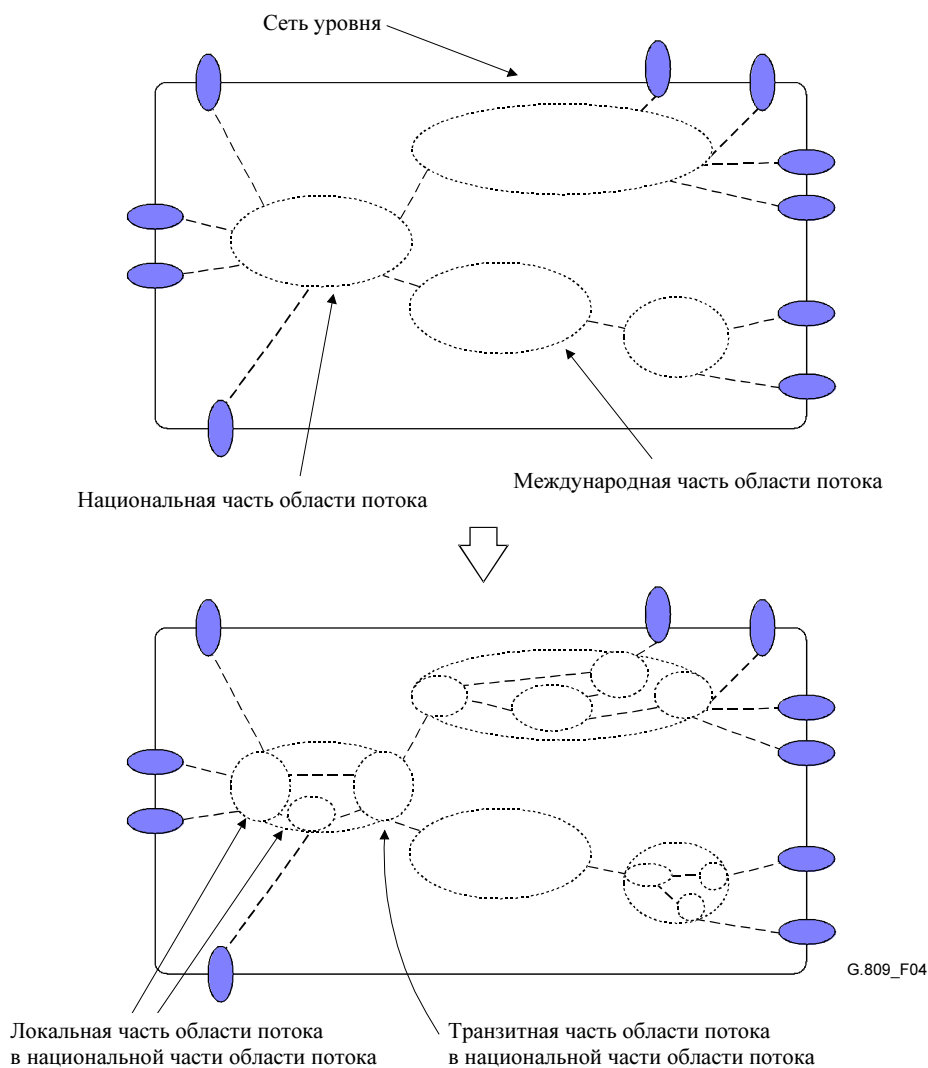 Сеть уровня
Национальная часть области потока
Международная часть области потока
G.809_F04
Локальная часть области потока
в национальной части области потока
Транзитная часть области потока
в национальной части области потока